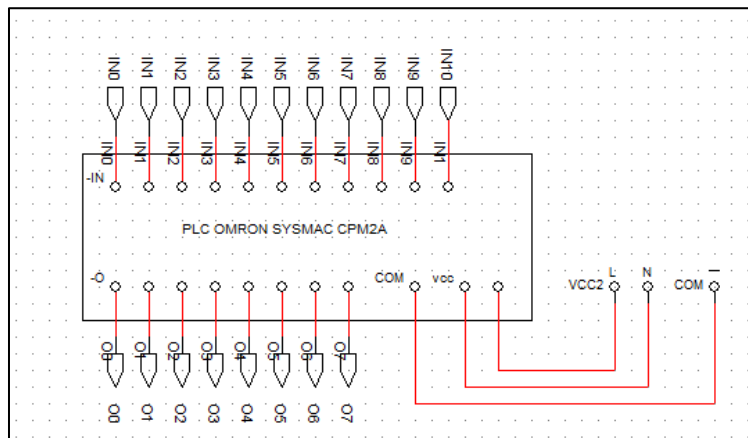 IN0 IN1 IN2 IN3 IN4 IN5 IN6 IN7 IN8 IN9 IN10
IN0 IN1 IN2 IN3 IN4 IN5 IN6 IN7 IN8 IN9 IN1
-IN
PLC OMRON SYSMAC CPM2A
-O COM vcc VCC2 L N COM
O0 O1 O2 O3 O4 O5 O6 O7
O0 O1 O2 O3 O4 O5 O6 O7